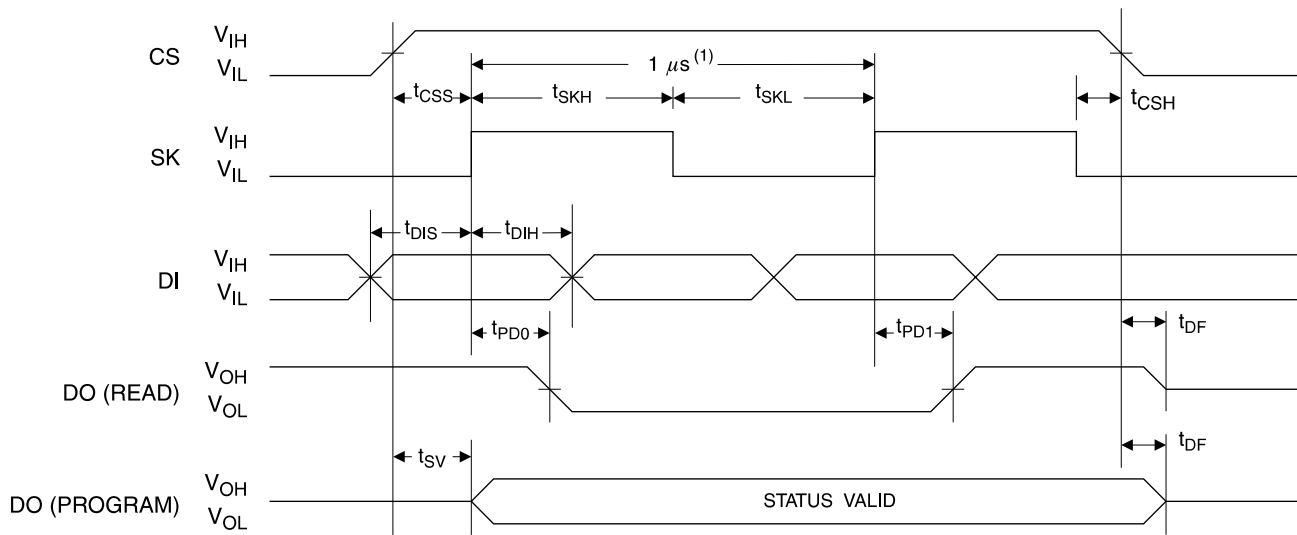 CS V_IH
V_IL
1 μs(1)
t_CSS t_SKH t_SKL t_CSH
SK V_IH
V_IL
t_DIS t_DIH
DI V_IH
V_IL
t_PD0 t_PD1 t_DF
DO (READ) V_OH
V_OL
t_SV t_DF
DO (PROGRAM) V_OH
V_OL
STATUS VALID